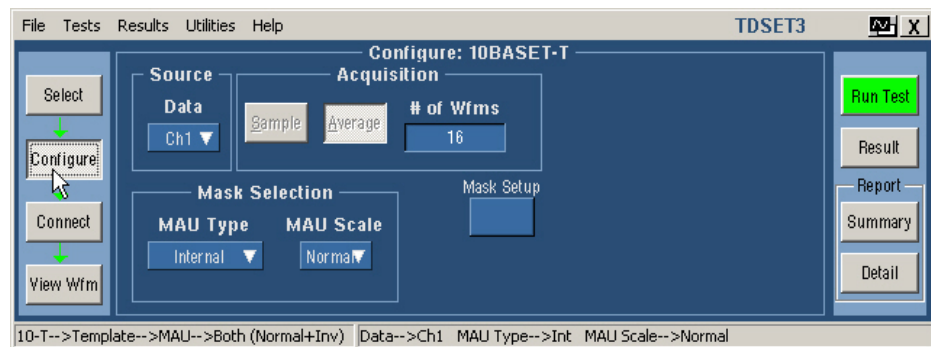 File Tests Results Utilities Help TDSET3 X
Configure: 10BASET-T
Select
Configure
Connect
View Wfm
Source
Data
Ch1
Acquisition
Sample
Average
# of Wfms
16
Mask Selection
MAU Type
Internal
MAU Scale
Normal
Mask Setup
Run Test
Result
Report
Summary
Detail
10-T-->Template-->MAU-->Both (Normal+Inv) Data-->Ch1 MAU Type-->Int MAU Scale-->Normal